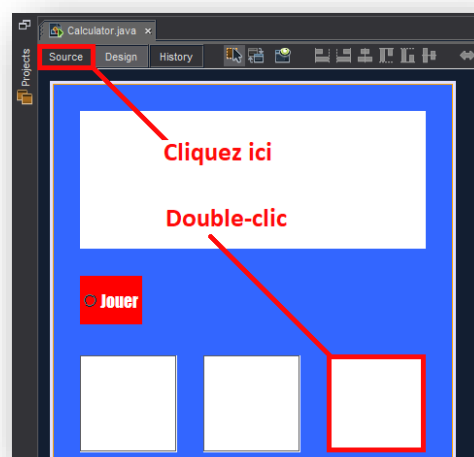 Calculator.java ×
Source Design History
Projects
Cliquez ici
Double-clic
Jouer